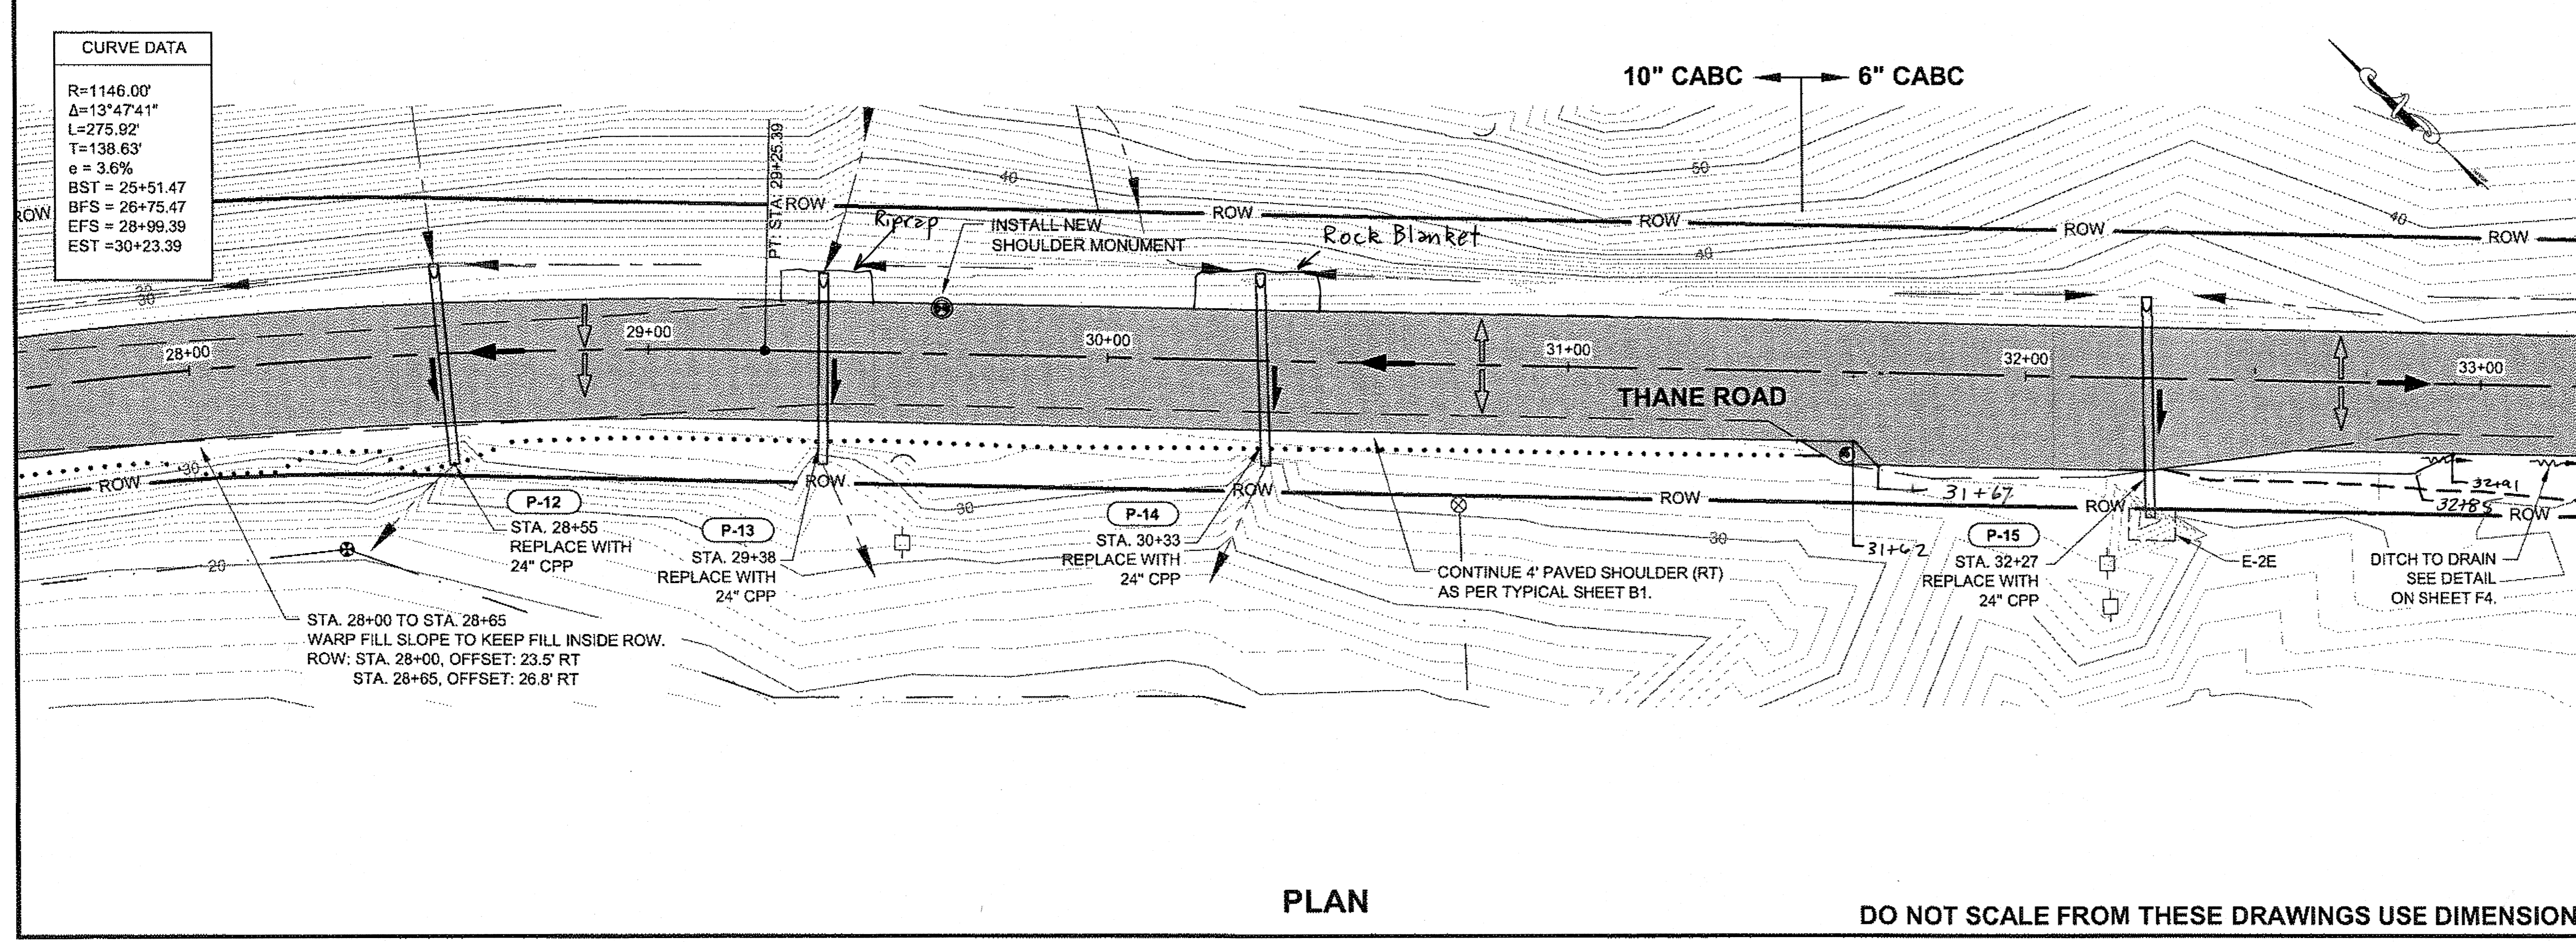 CURVE DATA
R=1146.00'
Δ=13°47'41"
L=275.92'
T=138.63'
e = 3.6%
BST = 25+51.47
BFS = 26+75.47
EFS = 28+99.39
EST =30+23.39
10" CABC
6" CABC
50
40
40
40
ROW
PT: STA: 29+25.39
ROW
ROW
ROW
ROW
ROW
Riprap
INSTALL NEW
SHOULDER MONUMENT
Rock Blanket
30
28+00
29+00
30+00
31+00
32+00
33+00
THANE ROAD
30
ROW
ROW
ROW
ROW
ROW
ROW
30
30
20
P-12
STA. 28+55
REPLACE WITH
24" CPP
P-13
STA. 29+38
REPLACE WITH
24" CPP
P-14
STA. 30+33
REPLACE WITH
24" CPP
31+67
31+62
32+91
32+88
CONTINUE 4' PAVED SHOULDER (RT)
AS PER TYPICAL SHEET B1.
P-15
STA. 32+27
REPLACE WITH
24" CPP
E-2E
DITCH TO DRAIN
SEE DETAIL
ON SHEET F4.
STA. 28+00 TO STA. 28+65
WARP FILL SLOPE TO KEEP FILL INSIDE ROW.
ROW: STA. 28+00, OFFSET: 23.5' RT
STA. 28+65, OFFSET: 26.8' RT
PLAN
DO NOT SCALE FROM THESE DRAWINGS USE DIMENSION